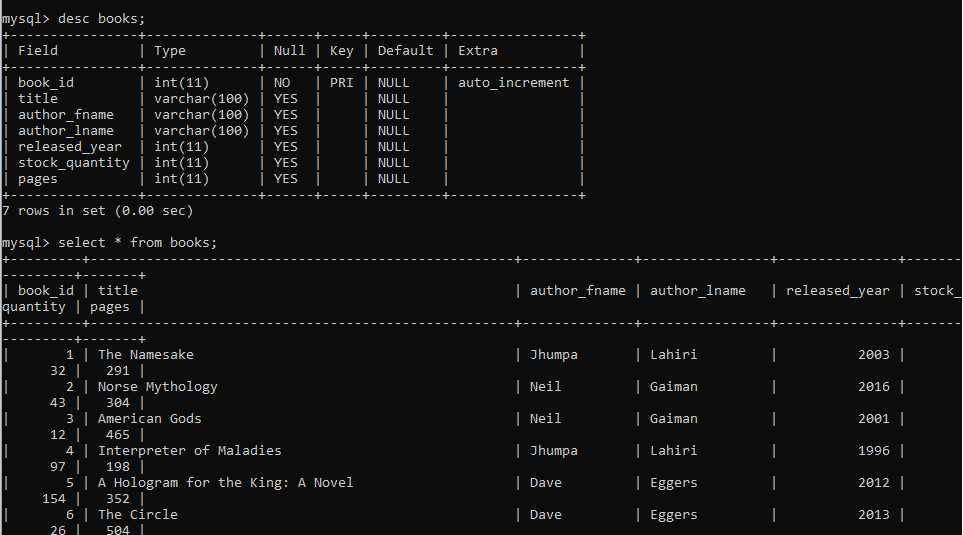 mysql> desc books;
+----------------+--------------+------+-----+---------+----------------+
| Field          | Type         | Null | Key | Default | Extra          |
+----------------+--------------+------+-----+---------+----------------+
| book_id        | int(11)      | NO   | PRI | NULL    | auto_increment |
| title          | varchar(100) | YES  |     | NULL    |                |
| author_fname   | varchar(100) | YES  |     | NULL    |                |
| author_lname   | varchar(100) | YES  |     | NULL    |                |
| released_year  | int(11)      | YES  |     | NULL    |                |
| stock_quantity | int(11)      | YES  |     | NULL    |                |
| pages          | int(11)      | YES  |     | NULL    |                |
+----------------+--------------+------+-----+---------+----------------+
7 rows in set (0.00 sec)
mysql> select * from books;
+---------+-----------------------------------------------------+--------------+----------------+---------------+-------
---------+-------+
| book_id | title                                               | author_fname | author_lname   | released_year | stock_
quantity | pages |
+---------+-----------------------------------------------------+--------------+----------------+---------------+-------
---------+-------+
|       1 | The Namesake                                        | Jhumpa       | Lahiri         |          2003 |
      32 |   291 |
|       2 | Norse Mythology                                     | Neil         | Gaiman         |          2016 |
      43 |   304 |
|       3 | American Gods                                       | Neil         | Gaiman         |          2001 |
      12 |   465 |
|       4 | Interpreter of Maladies                             | Jhumpa       | Lahiri         |          1996 |
      97 |   198 |
|       5 | A Hologram for the King: A Novel                    | Dave         | Eggers         |          2012 |
     154 |   352 |
|       6 | The Circle                                          | Dave         | Eggers         |          2013 |
      26 |   504 |